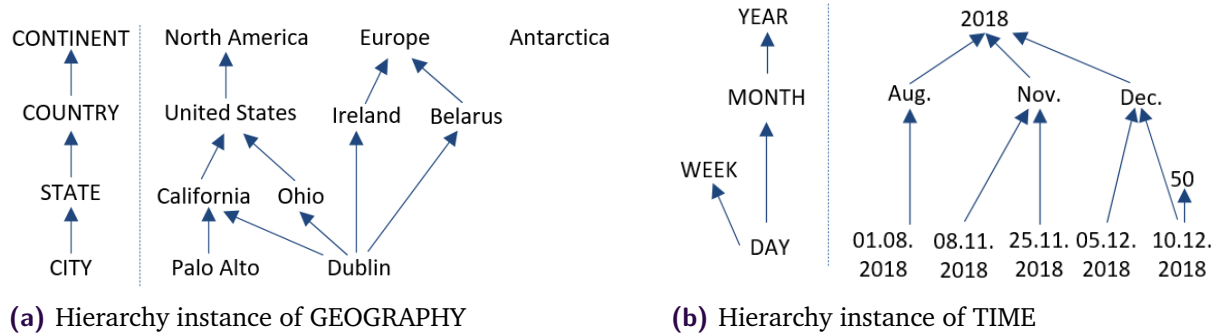 CONTINENT North America Europe Antarctica
COUNTRY United States Ireland Belarus
STATE California Ohio
CITY Palo Alto Dublin
(a) Hierarchy instance of GEOGRAPHY
YEAR 2018
MONTH Aug. Nov. Dec.
WEEK 50
DAY 01.08. 08.11. 25.11. 05.12. 10.12.
2018 2018 2018 2018 2018
(b) Hierarchy instance of TIME